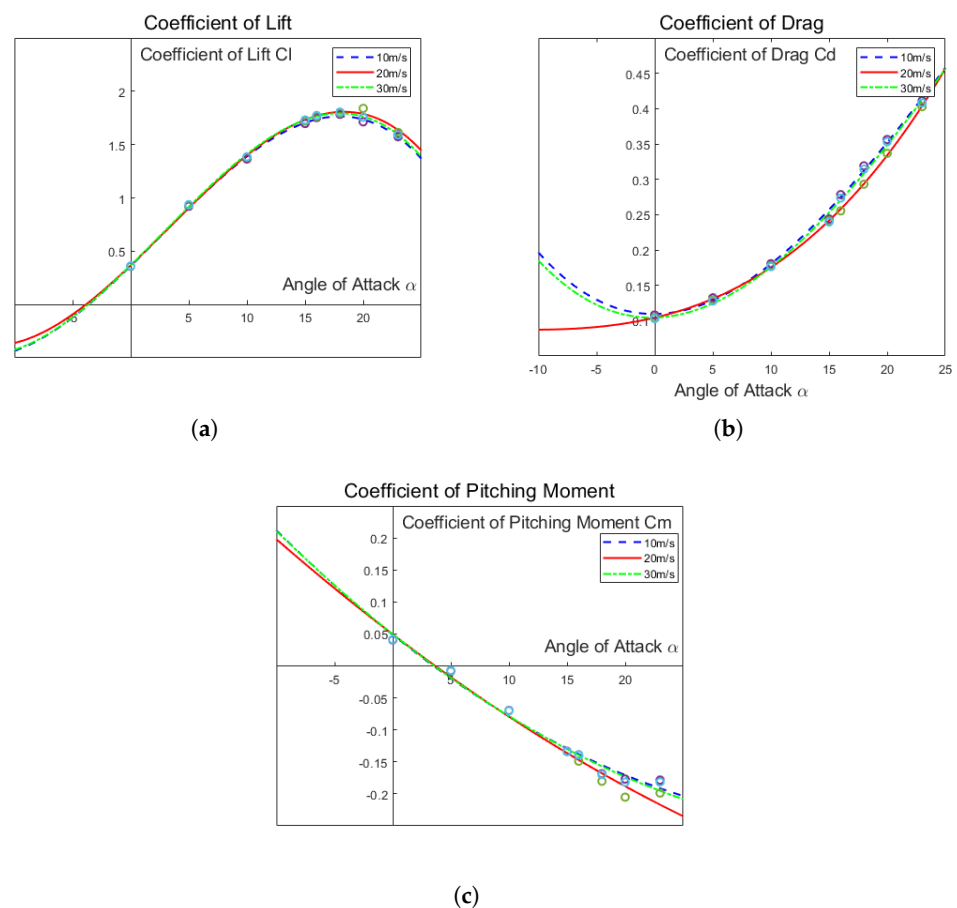 Coefficient of Lift
Coefficient of Lift Cl
10m/s
20m/s
30m/s
2
1.5
1
0.5
Angle of Attack α
-5 5 10 15 20
(a)
Coefficient of Drag
Coefficient of Drag Cd
10m/s
20m/s
30m/s
0.45
0.4
0.35
0.3
0.25
0.2
0.15
0.1
-10 -5 0 5 10 15 20 25
Angle of Attack α
(b)
Coefficient of Pitching Moment
Coefficient of Pitching Moment Cm
10m/s
20m/s
30m/s
0.2
0.15
0.1
0.05
Angle of Attack α
-5 5 10 15 20
-0.05
-0.1
-0.15
-0.2
(c)